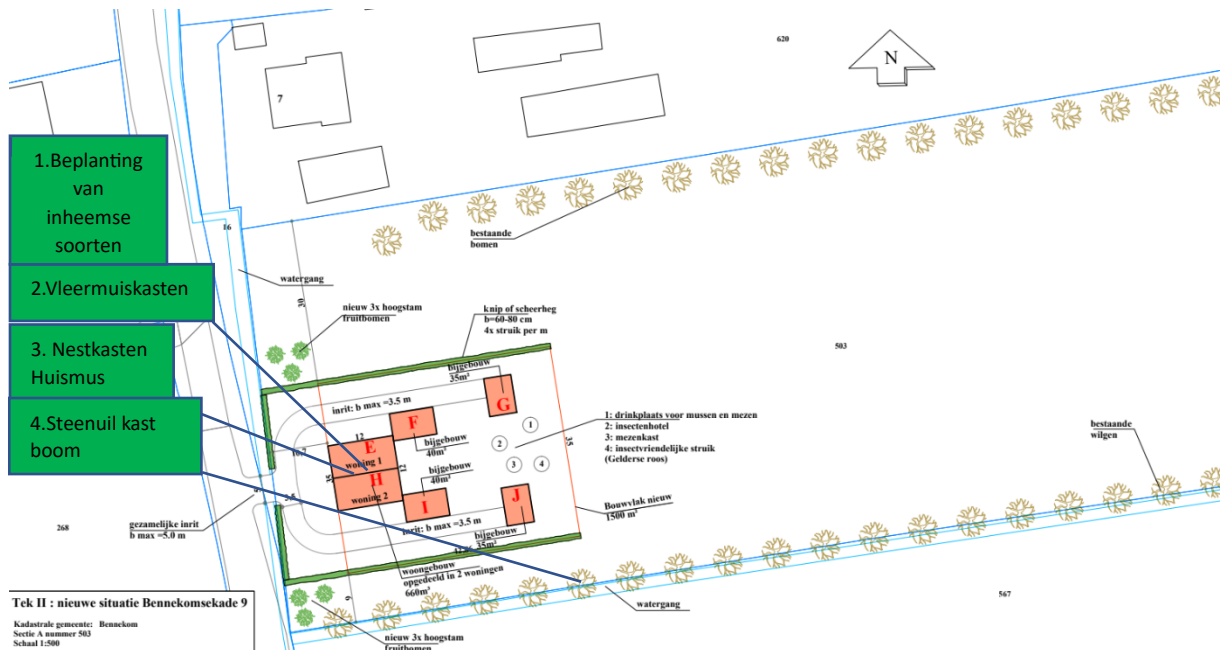 620
N
7
1.Beplanting
van
inheemse
soorten
16
bestaande
bomen
2.Vleermuiskasten
watergang
30
nieuw 3x hoogstam
fruitbomen
knip of scheerheg
b=60-80 cm
4x struik per m
3. Nestkasten
Huismus
503
bijgebouw
35m²
inrit: b max =3.5 m
G
F
1
1: drinkplaats voor mussen en mezen
2: insectenhotel
3: mezenkast
4: insectvriendelijke struik
(Gelderse roos)
4.Steenuil kast
boom
12
E
bijgebouw
40m²
2
35
bestaande
wilgen
woning 1
12
3
4
H
bijgebouw
40m²
woning 2
I
J
Bouwvlak nieuw
1500 m²
268
gezamelijke inrit
b max =5.0 m
inrit: b max =3.5 m
bijgebouw
35m²
woongebouw
opgedeeld in 2 woningen
660m²
9
watergang
567
nieuw 3x hoogstam
fruitbomen
Tek II : nieuwe situatie Bennekomsekade 9
Kadastrale gemeente: Bennekom
Sectie A nummer 503
Schaal 1:500